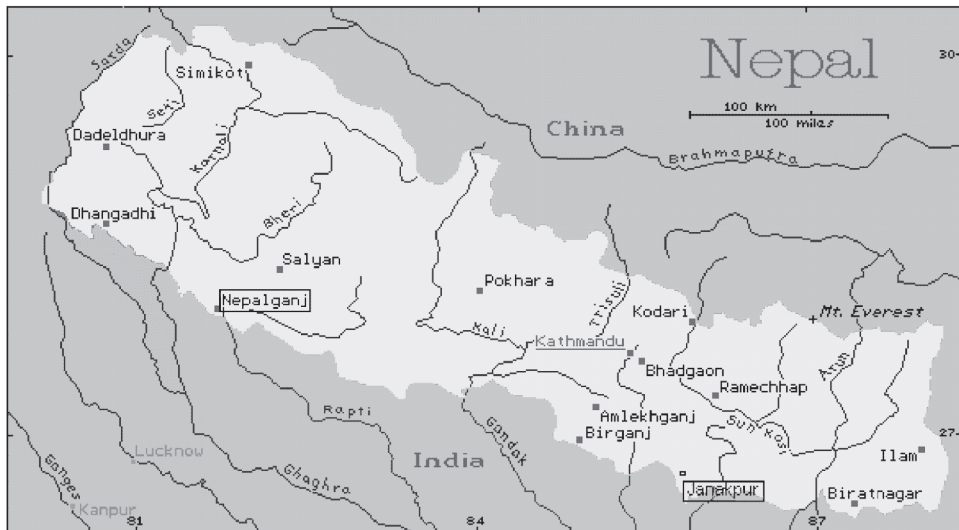 84
87
30
Nepal
Sarda
Simikot
Seti
100 km
100 miles
China
Dadeldhura
Karnali
Brahmaputra
Bheri
Dhangadhi
Salyan
Pokhara
Nepalganj
Trisuli
Kodari
Mt. Everest
Kali
Kathmandu
Bhadgaon
Arun
Ramechhap
Rapti
Amlekhganj
Sun Kosi
Gandak
Birganj
27
Lucknow
India
Ilam
Ganges
Ghaghra
Janakpur
Kanpur
Biratnagar
81
84
87